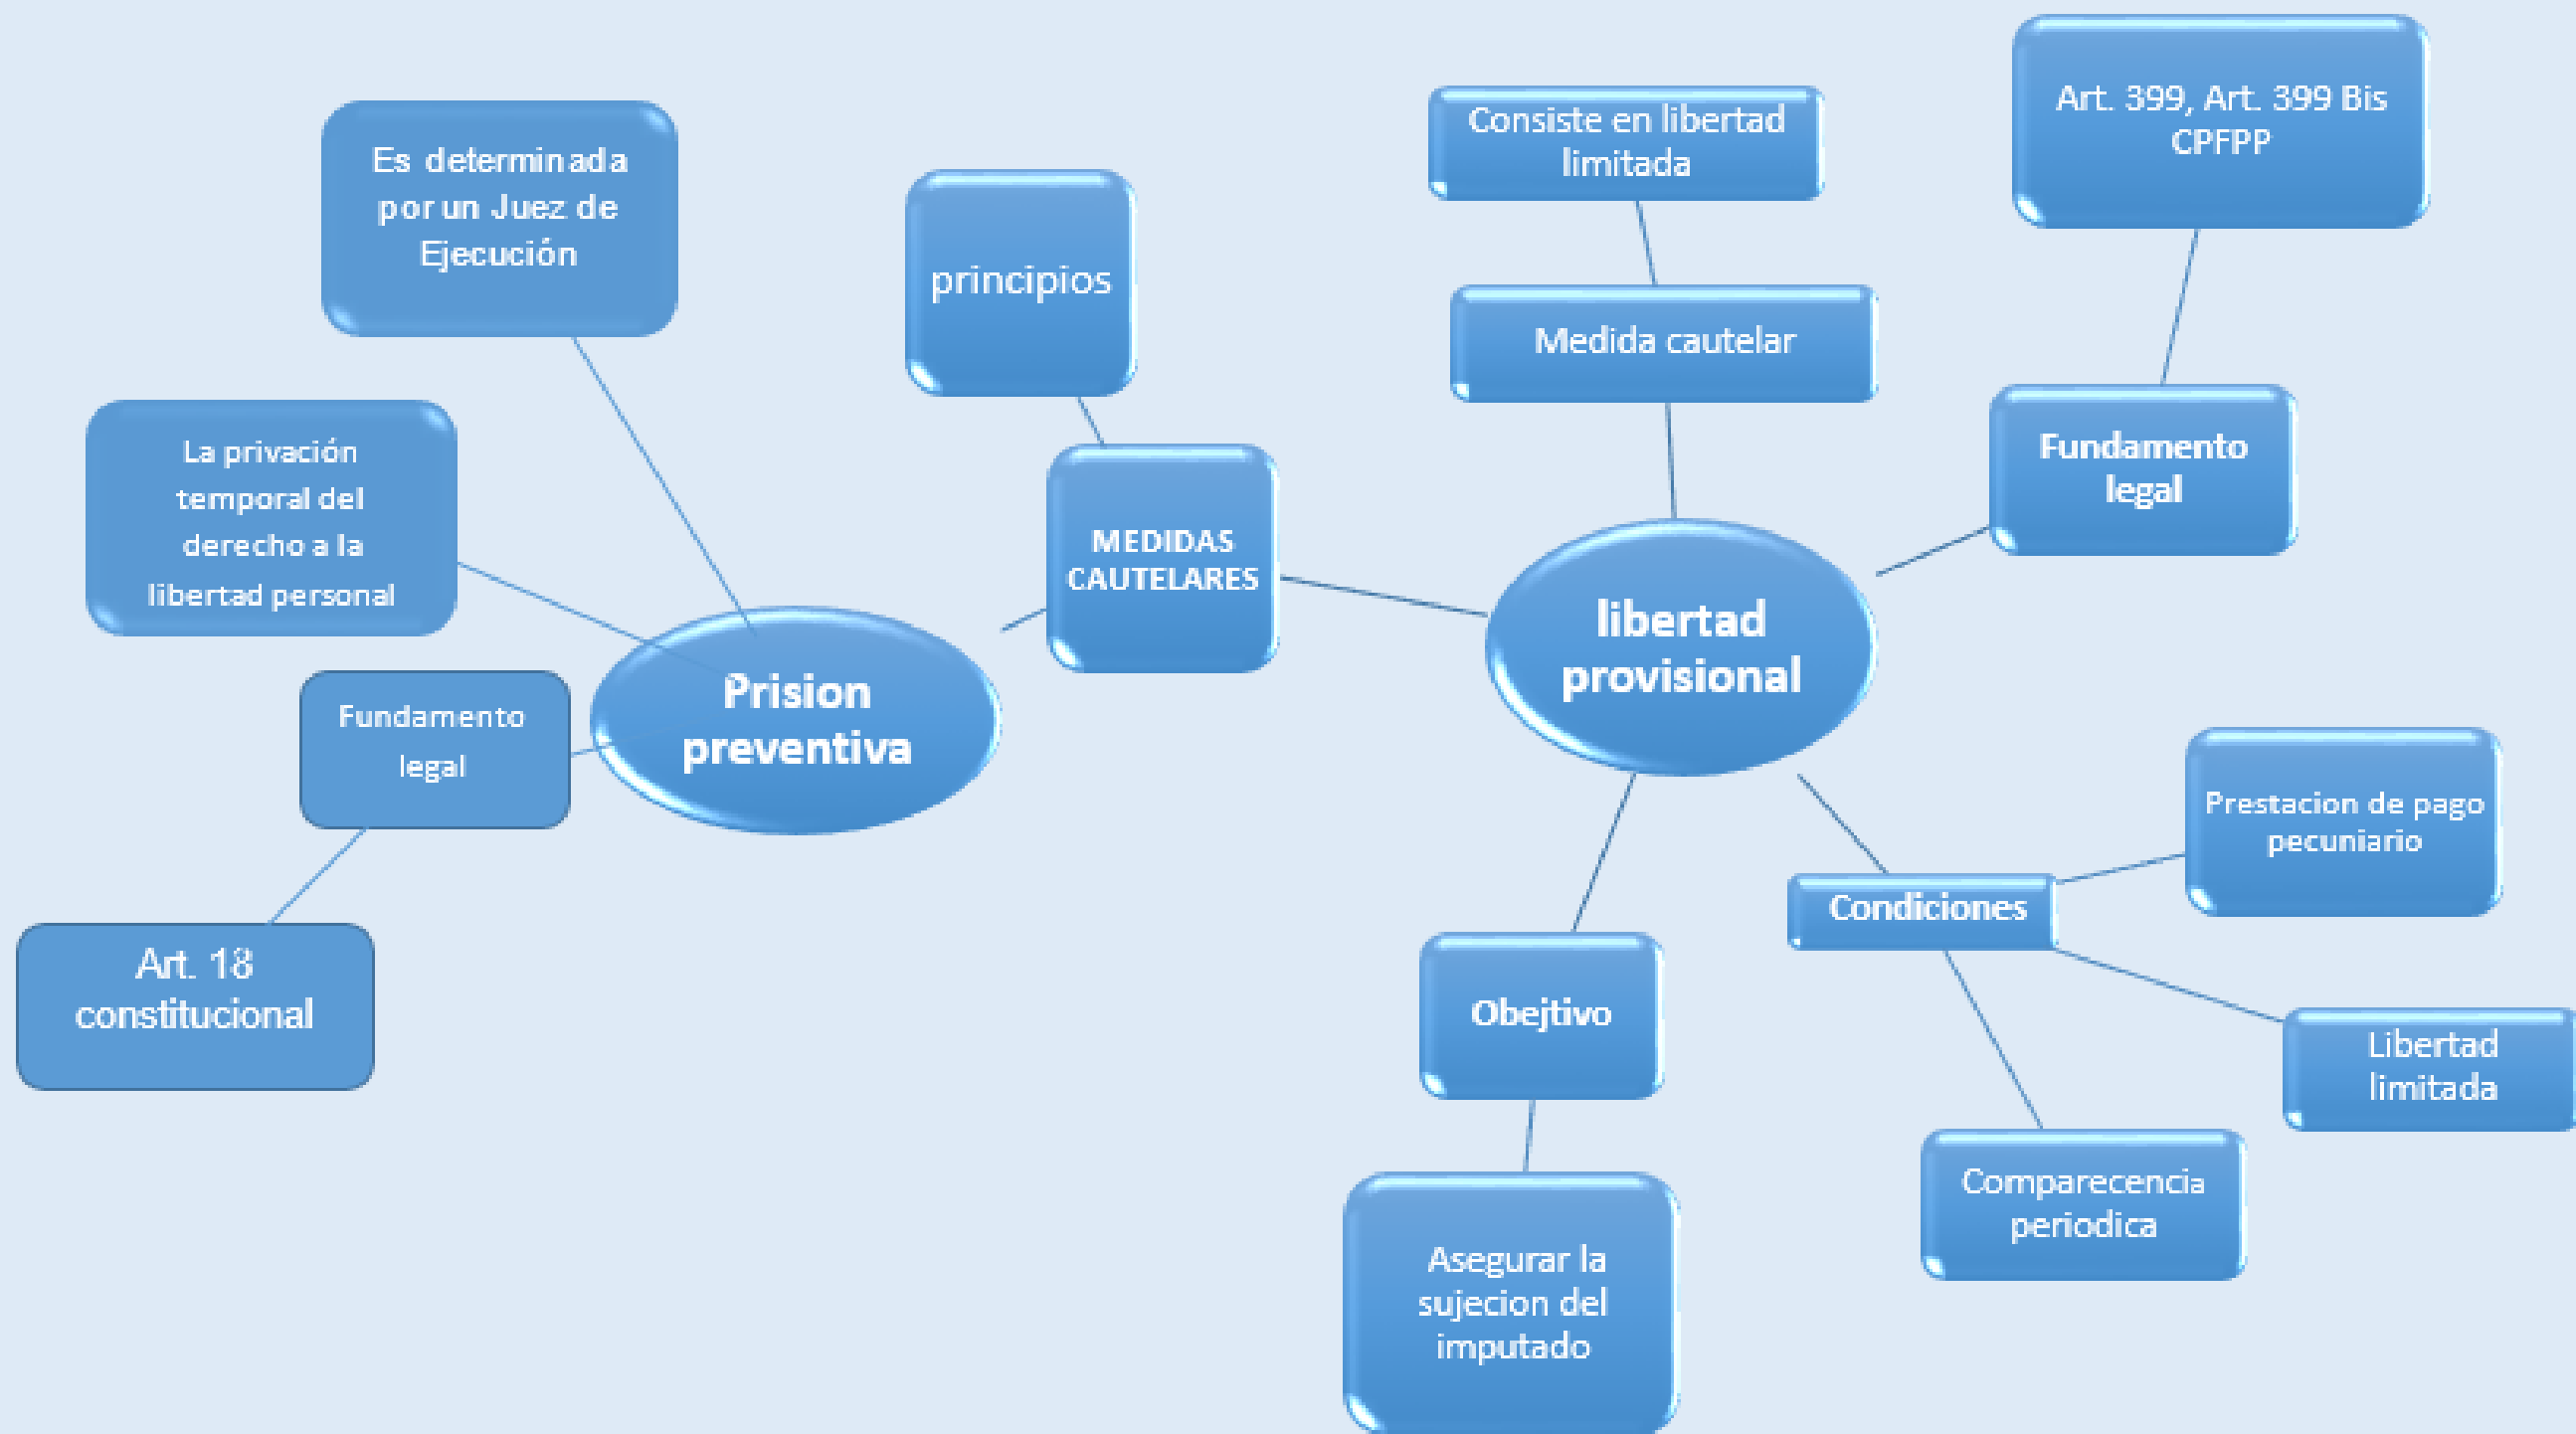 Art. 399, Art. 399 Bis
CPFPP
Consiste en libertad
limitada
Es determinada
por un Juez de
Ejecución
principios
Medida cautelar
Fundamento
legal
La privación
temporal del
derecho a la
libertad personal
MEDIDAS
CAUTELARES
libertad
provisional
Prision
preventiva
Fundamento
legal
Prestacion de pago
pecuniario
Condiciones
Art. 18
constitucional
Obejtivo
Libertad
limitada
Comparecencia
periodica
Asegurar la
sujecion del
imputado